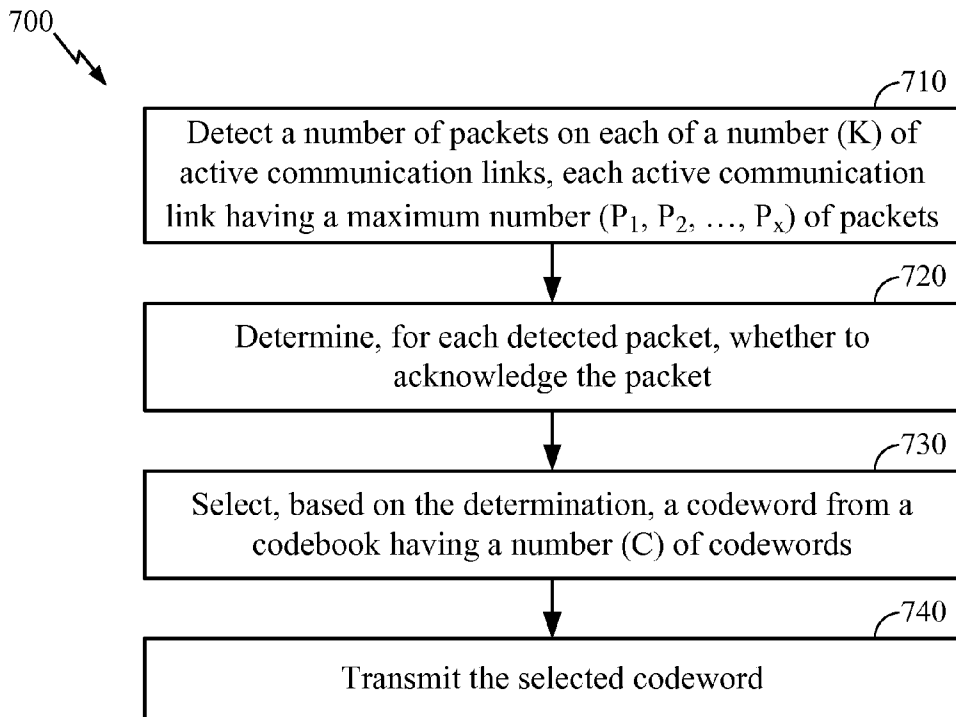 700
710
Detect a number of packets on each of a number (K) of
active communication links, each active communication
link having a maximum number (P₁, P₂, …, Pₓ) of packets
720
Determine, for each detected packet, whether to
acknowledge the packet
730
Select, based on the determination, a codeword from a
codebook having a number (C) of codewords
740
Transmit the selected codeword